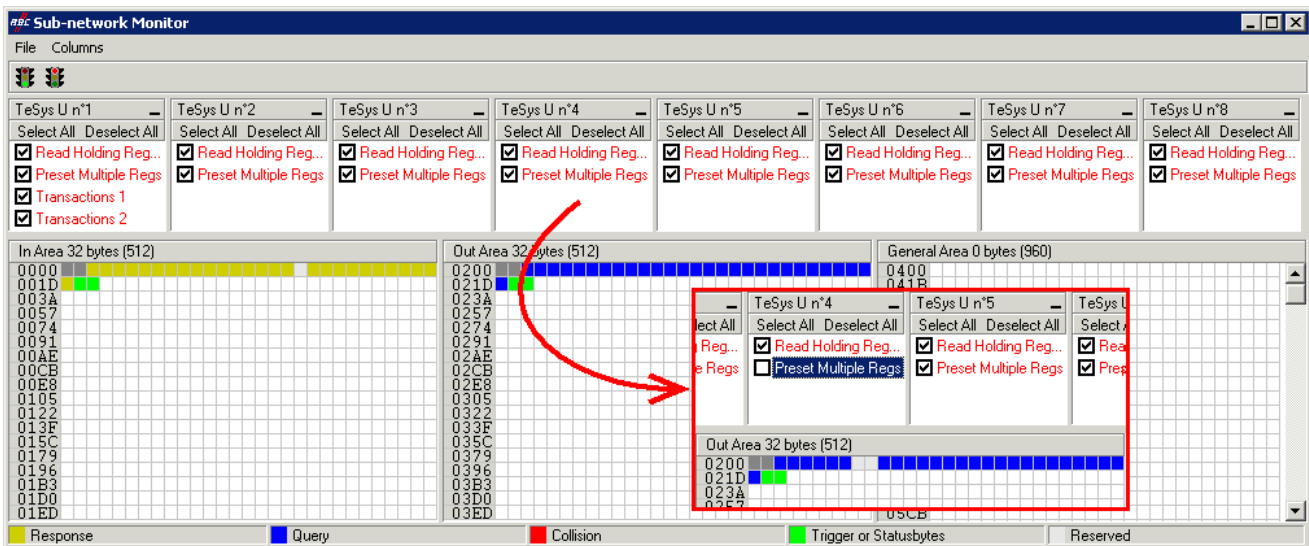 ABC Sub-network Monitor
File Columns
TeSys U n°1 TeSys U n°2 TeSys U n°3 TeSys U n°4 TeSys U n°5 TeSys U n°6 TeSys U n°7 TeSys U n°8
Select All Deselect All Select All Deselect All Select All Deselect All Select All Deselect All Select All Deselect All Select All Deselect All Select All Deselect All Select All Deselect All
Read Holding Reg... Read Holding Reg... Read Holding Reg... Read Holding Reg... Read Holding Reg... Read Holding Reg... Read Holding Reg... Read Holding Reg...
Preset Multiple Regs Preset Multiple Regs Preset Multiple Regs Preset Multiple Regs Preset Multiple Regs Preset Multiple Regs Preset Multiple Regs Preset Multiple Regs
Transactions 1
Transactions 2
In Area 32 bytes (512) Out Area 32 bytes (512) General Area 0 bytes (960)
0000 0200 0400
001D 021D 041B
003A 023A
0057 0257
0074 0274
0091 0291
00AE 02AE
00CB 02CB
00E8 02E8
0105 0305
0122 0322
013F 033F
015C 035C
0179 0379
0196 0396
01B3 03B3
01D0 03D0
01ED 03ED 05CB
TeSys U n°4 TeSys U n°5 TeSys U
lect All Select All Deselect All Select All Deselect All Select
Reg... Read Holding Reg... Read Holding Reg... Rea
e Regs Preset Multiple Regs Preset Multiple Regs Pres
Out Area 32 bytes (512)
0200
021D
023A
0257
Response Query Collision Trigger or Statusbytes Reserved